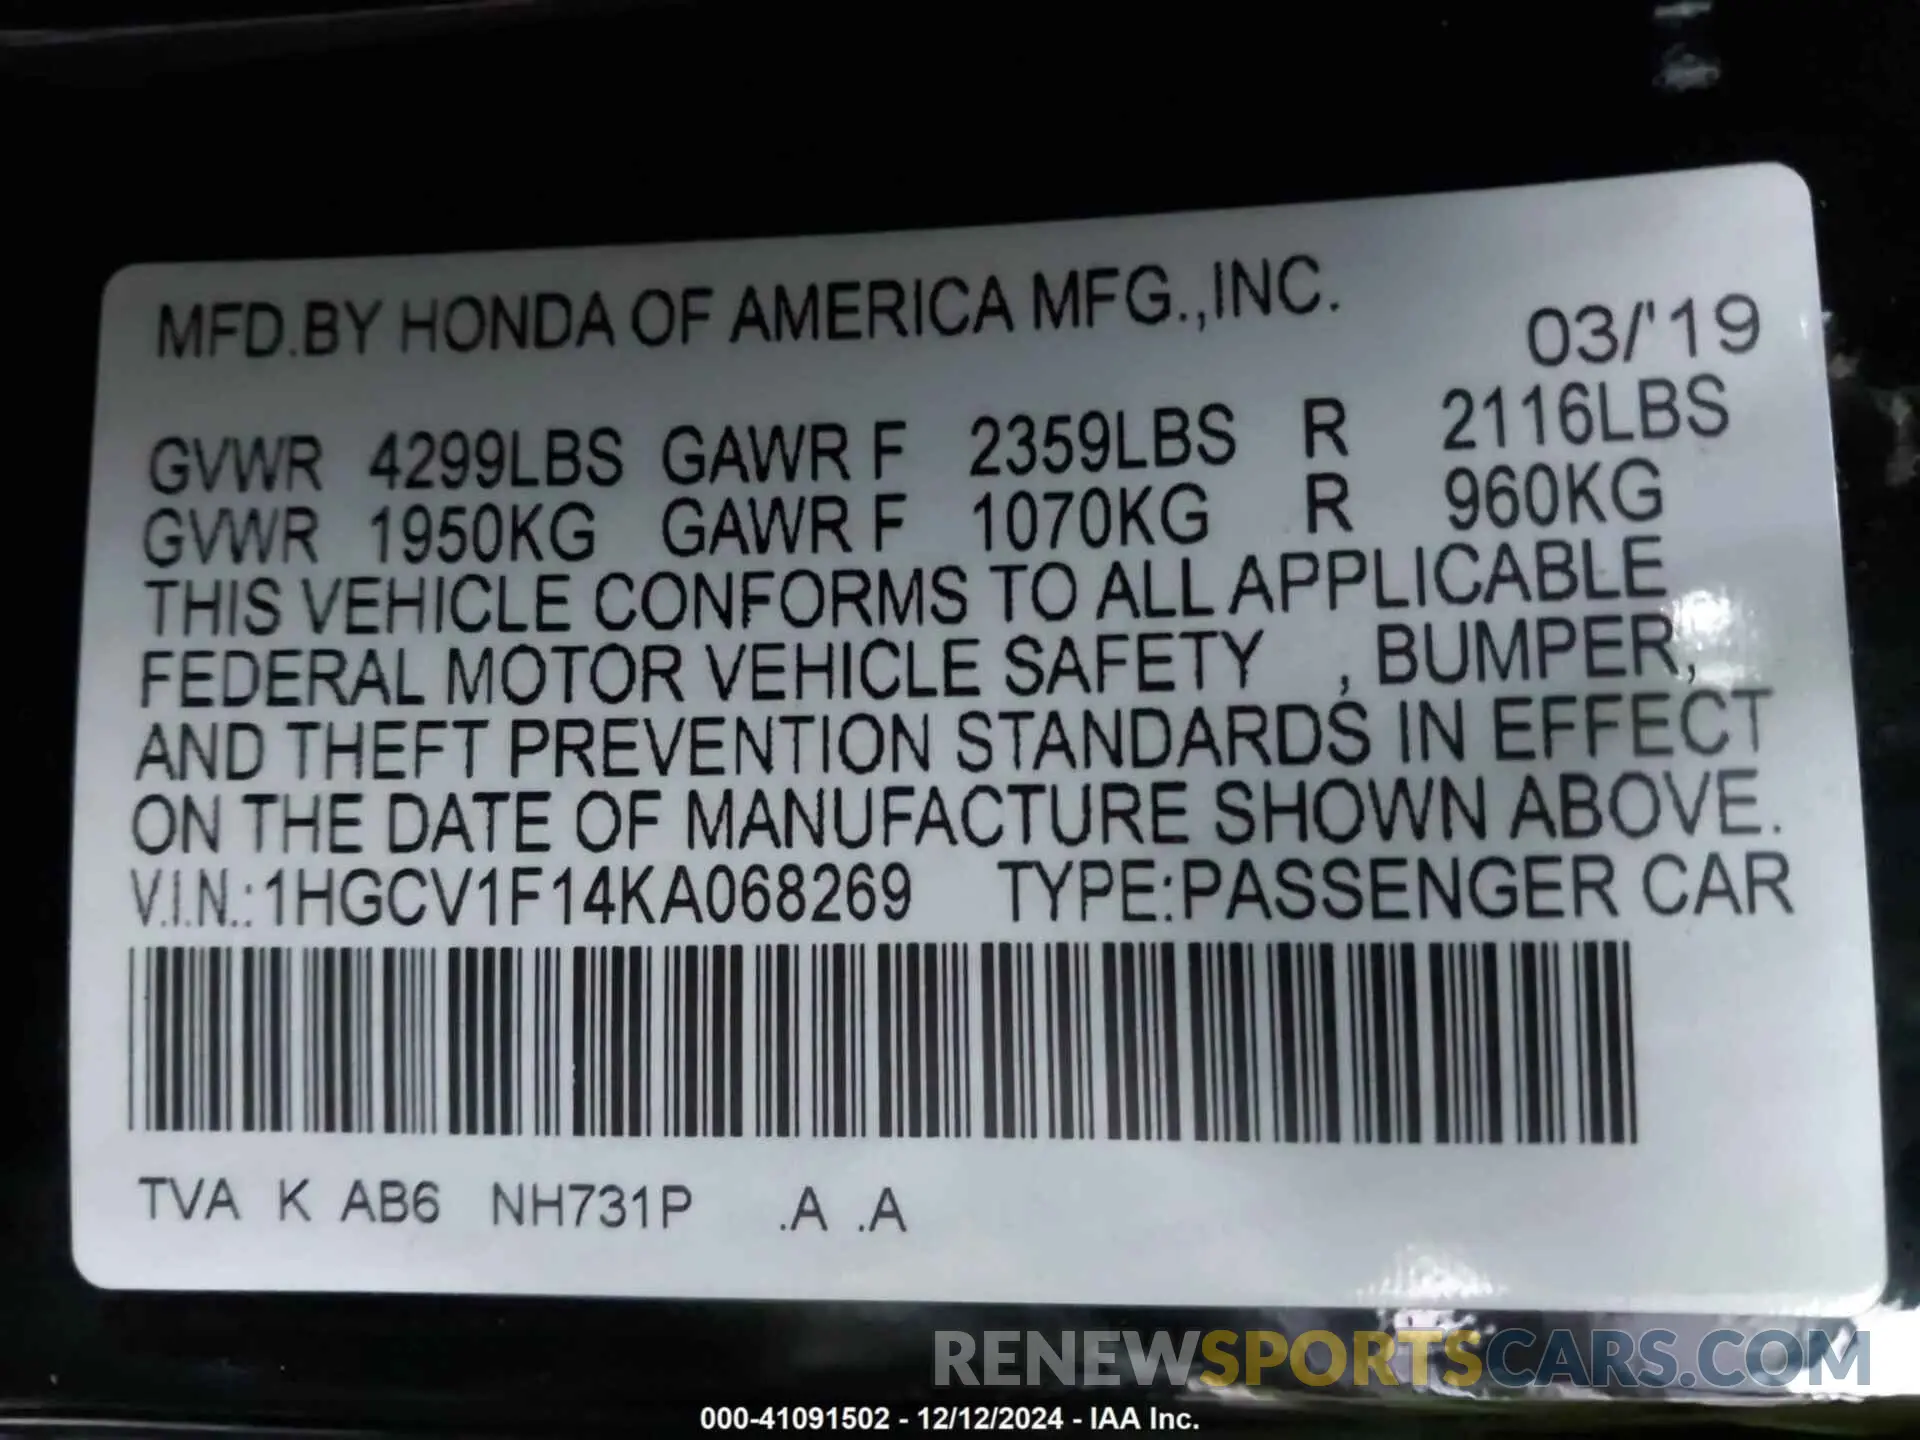 MFD.BY HONDA OF AMERICA MFG.,INC.
03/'19
GVWR 4299LBS GAWR F 2359LBS R 2116LBS
GVWR 1950KG GAWR F 1070KG R 960KG
THIS VEHICLE CONFORMS TO ALL APPLICABLE
FEDERAL MOTOR VEHICLE SAFETY , BUMPER,
AND THEFT PREVENTION STANDARDS IN EFFECT
ON THE DATE OF MANUFACTURE SHOWN ABOVE.
V.I.N.:1HGCV1F14KA068269 TYPE:PASSENGER CAR
TVA K AB6 NH731P .A .A
RENEWSPORTSCARS.COM
000-41091502 - 12/12/2024 - IAA Inc.